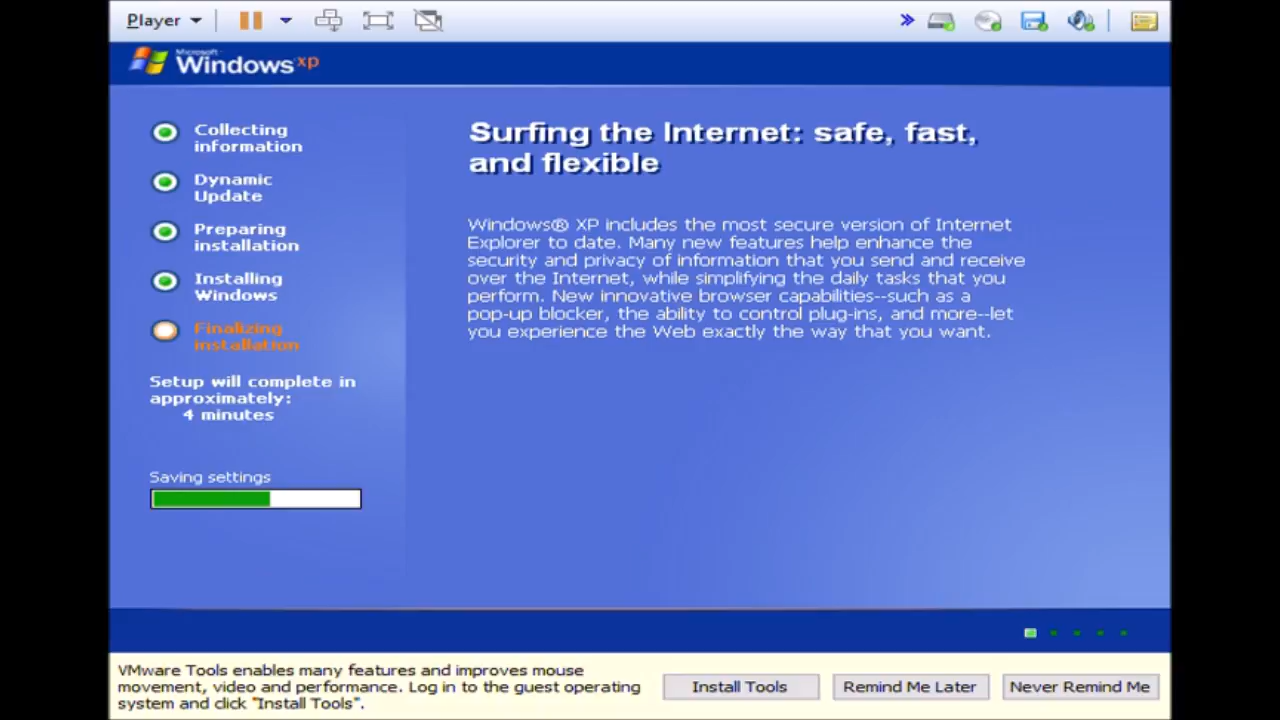 Player
Microsoft
Windows xp
Collecting
information
Dynamic
Update
Preparing
installation
Installing
Windows
Finalizing
installation
Setup will complete in
approximately:
4 minutes
Saving settings
Surfing the Internet: safe, fast,
and flexible
Windows® XP includes the most secure version of Internet
Explorer to date. Many new features help enhance the
security and privacy of information that you send and receive
over the Internet, while simplifying the daily tasks that you
perform. New innovative browser capabilities--such as a
pop-up blocker, the ability to control plug-ins, and more--let
you experience the Web exactly the way that you want.
VMware Tools enables many features and improves mouse
movement, video and performance. Log in to the guest operating
system and click "Install Tools".
Install Tools
Remind Me Later
Never Remind Me